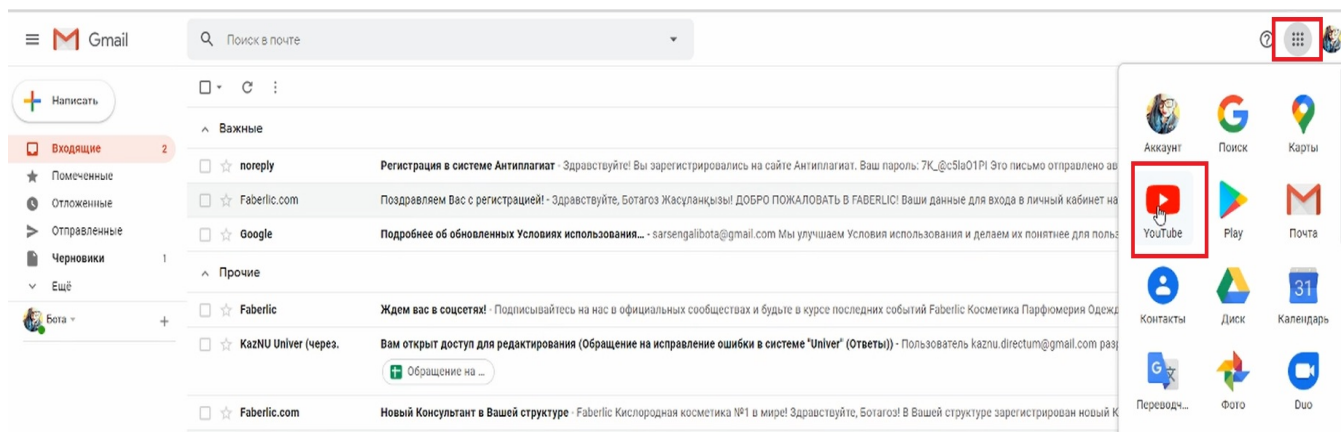 Gmail
Поиск в почте
Написать
Входящие 2
Помеченные
Отложенные
Отправленные
Черновики 1
Ещё
Бота
Важные
noreply Регистрация в системе Антиплагиат - Здравствуйте! Вы зарегистрировались на сайте Антиплагиат. Ваш пароль: 7K_@c5laO1Pl Это письмо отправлено ав
Faberlic.com Поздравляем Вас с регистрацией! - Здравствуйте, Ботагоз Жасұланқызы! ДОБРО ПОЖАЛОВАТЬ В FABERLIC! Ваши данные для входа в личный кабинет на
Google Подробнее об обновленных Условиях использования... - sarsengalibota@gmail.com Мы улучшаем Условия использования и делаем их понятнее для польз
Прочие
Faberlic Ждем вас в соцсетях! - Подписывайтесь на нас в официальных сообществах и будьте в курсе последних событий Faberlic Косметика Парфюмерия Одежд
KazNU Univer (через. Вам открыт доступ для редактирования (Обращение на исправление ошибки в системе "Univer" (Ответы)) - Пользователь kaznu.directum@gmail.com раз
Обращение на ...
Faberlic.com Новый Консультант в Вашей структуре - Faberlic Кислородная косметика №1 в мире! Здравствуйте, Ботагоз! В Вашей структуре зарегистрирован новый К
Аккаунт Поиск Карты
YouTube Play Почта
31
Контакты Диск Календарь
Переводч... Фото Duo